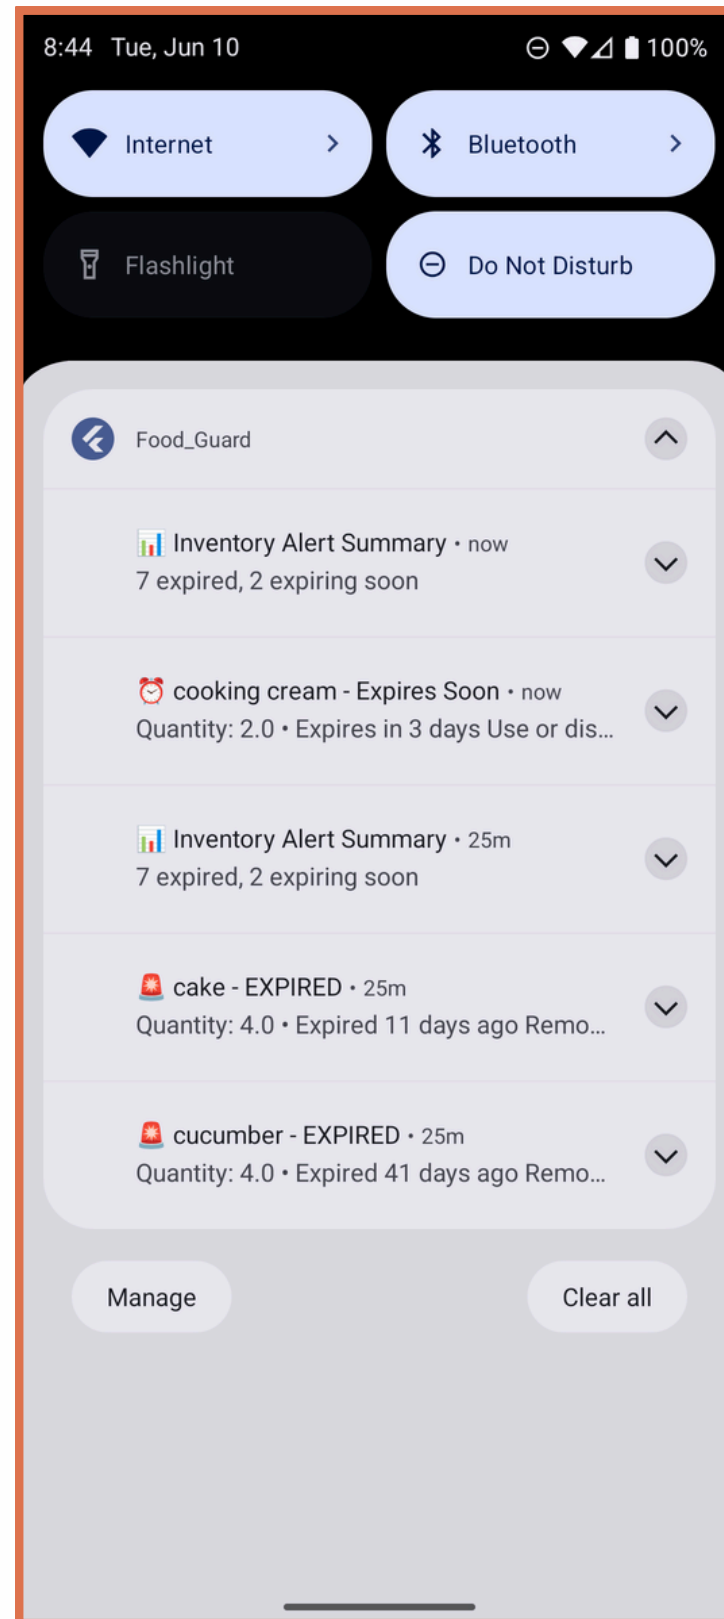 8:44 Tue, Jun 10 100%
Internet Bluetooth
Flashlight Do Not Disturb
Food_Guard
📊 Inventory Alert Summary • now
7 expired, 2 expiring soon
⏰ cooking cream - Expires Soon • now
Quantity: 2.0 • Expires in 3 days Use or dis...
📊 Inventory Alert Summary • 25m
7 expired, 2 expiring soon
🚨 cake - EXPIRED • 25m
Quantity: 4.0 • Expired 11 days ago Remo...
🚨 cucumber - EXPIRED • 25m
Quantity: 4.0 • Expired 41 days ago Remo...
Manage Clear all